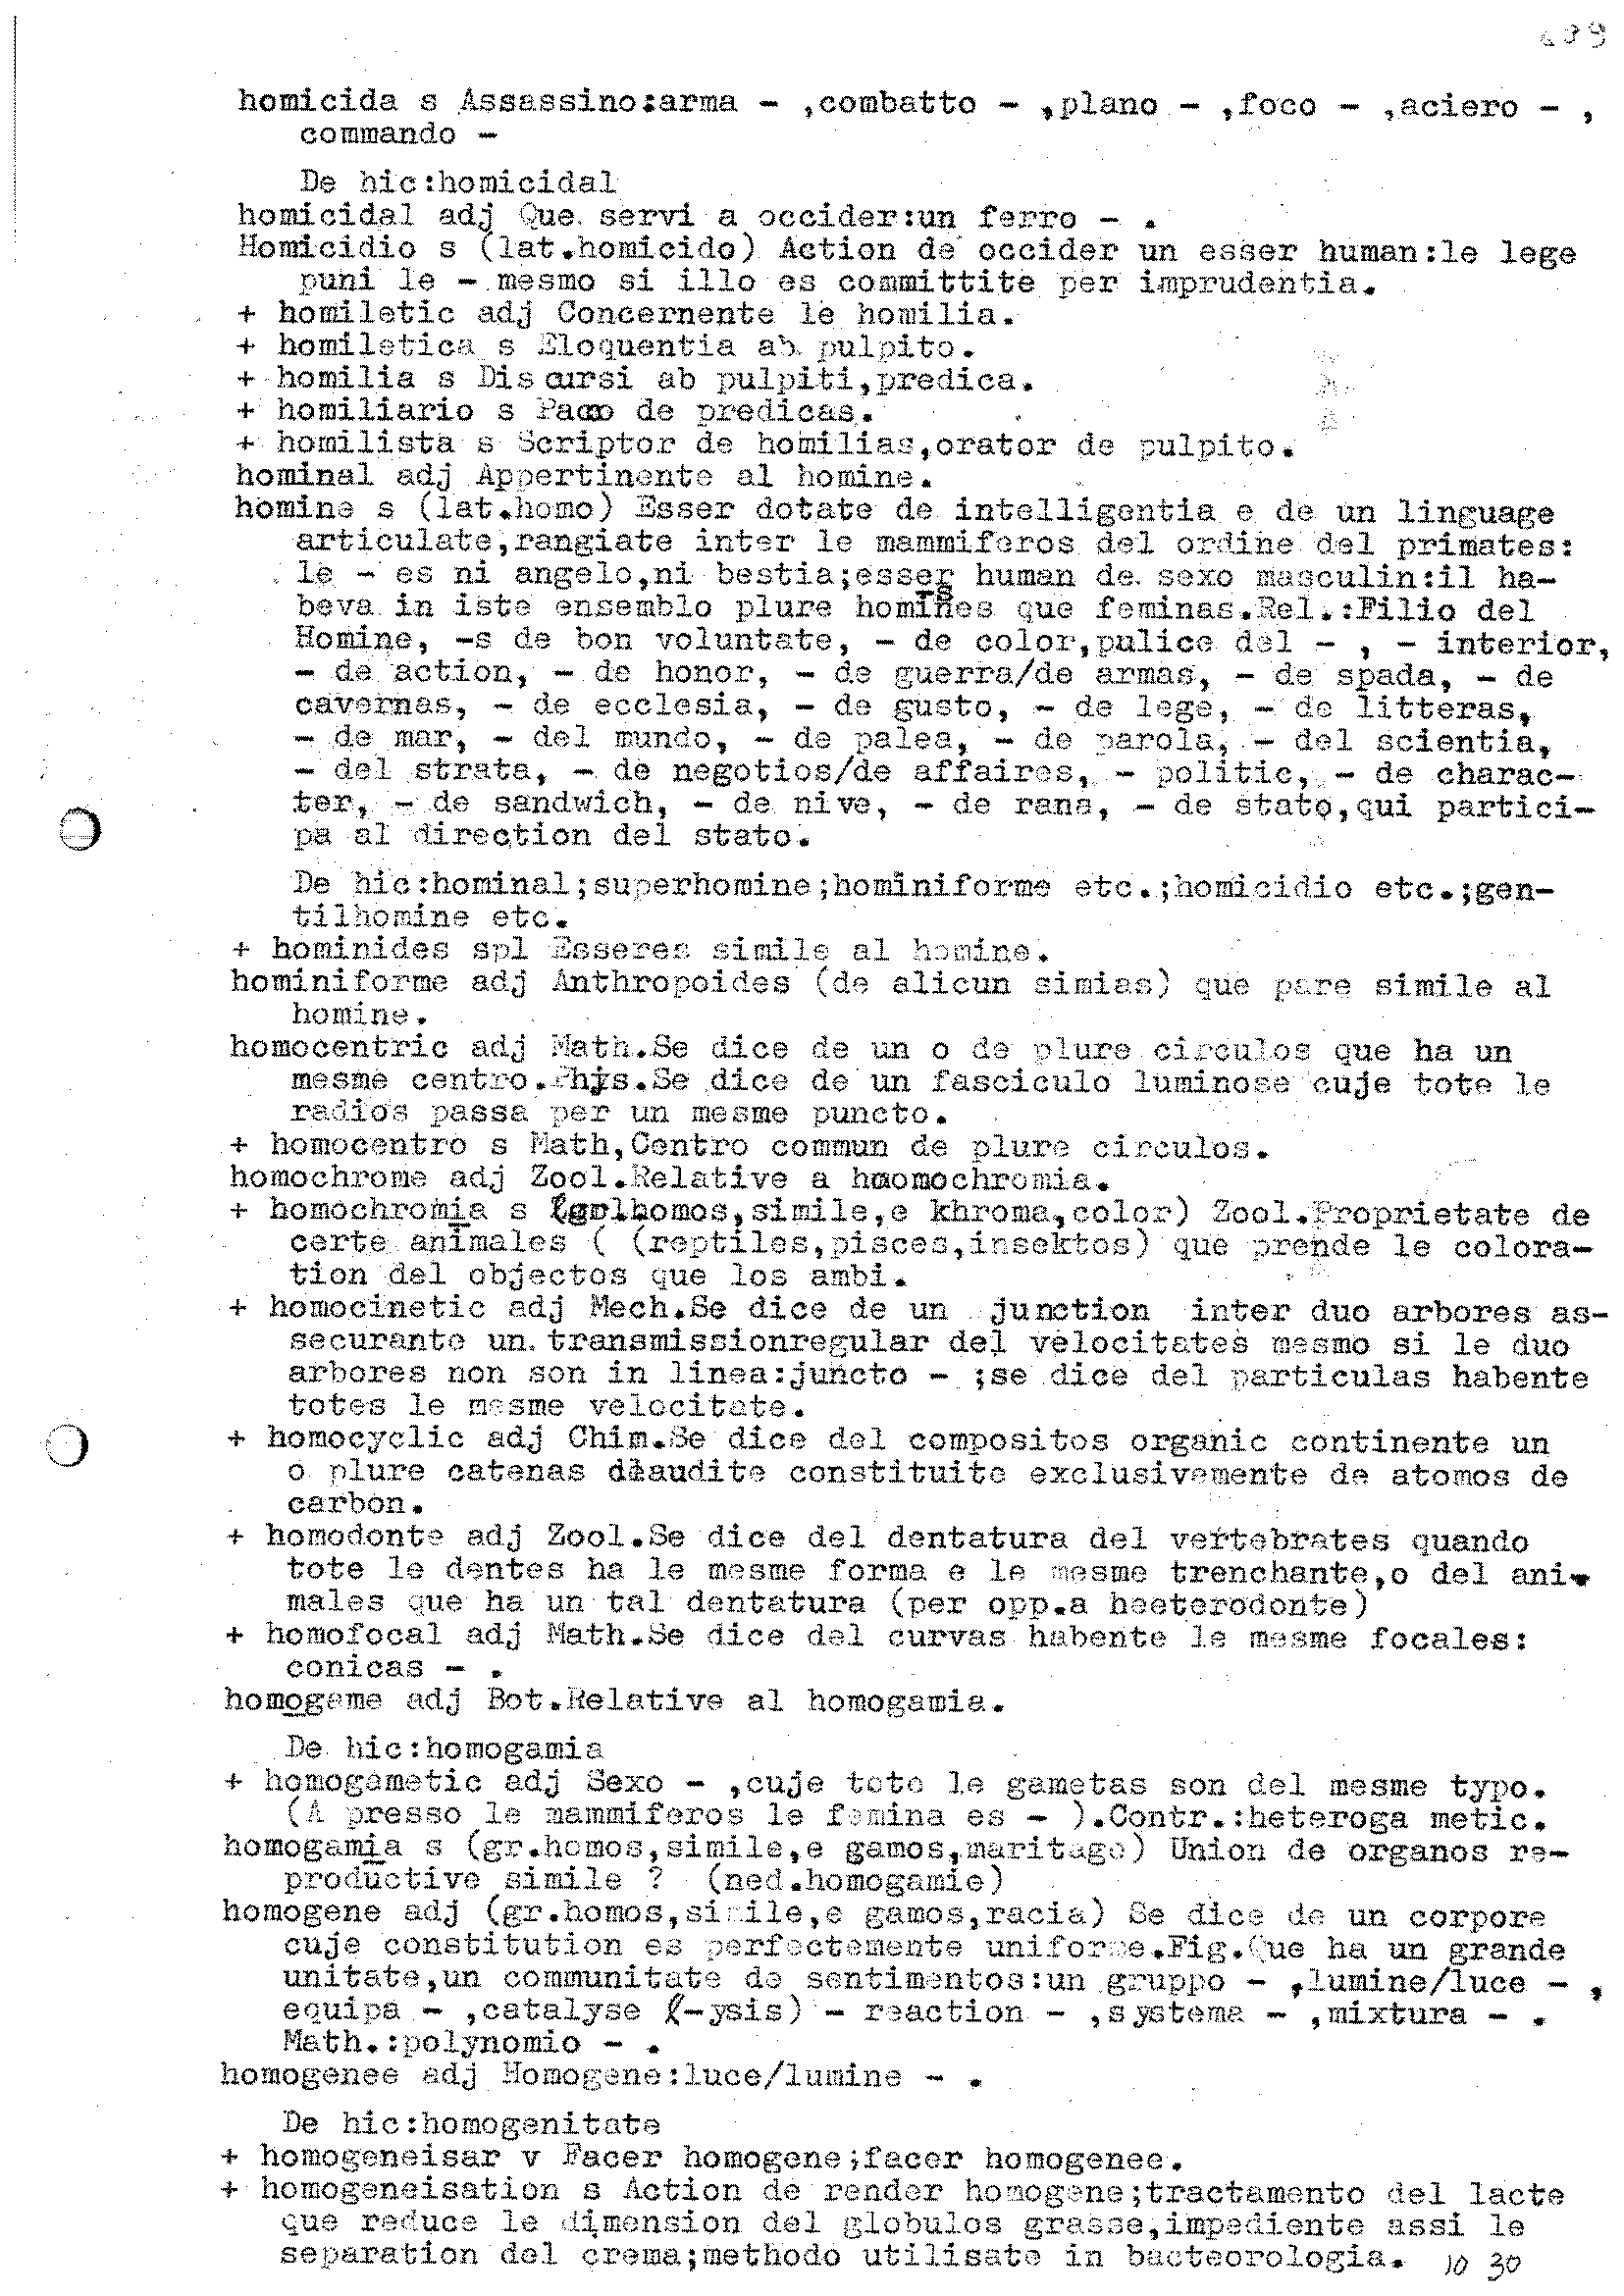 homicida s Assassino:arma - ,combatto - ,plano - ,foco - ,aciero - ,
commando -
De hic:homicidal
homicidal adj Que servi a occider:un ferro - .
Homicidio s (lat.homicido) Action de occider un esser human:le lege
puni le - mesmo si illo es committite per imprudentia.
+ homiletic adj Concernente le homilia.
+ homiletica s Eloquentia ab pulpito.
+ homilia s Discursi ab pulpiti,predica.
+ homiliario s Paco de predicas.
+ homilista s Scriptor de homilias,orator de pulpito.
hominal adj Appertinente al homine.
homine s (lat.homo) Esser dotate de intelligentia e de un linguage
articulate,rangiate inter le mammiferos del ordine del primates:
le - es ni angelo,ni bestia;esser human de sexo masculin:il ha-
beva in iste ensemblo plure homines que feminas.Rel.:Filio del
Homine, -s de bon voluntate, - de color,pulice del - , - interior,
- de action, - de honor, - de guerra/de armas, - de spada, - de
cavernas, - de ecclesia, - de gusto, - de lege, - de litteras,
- de mar, - del mundo, - de palea, - de parola, - del scientia,
- del strata, - de negotios/de affaires, - politic, - de charac-
ter, - de sandwich, - de nive, - de rana, - de stato,qui partici-
pa al direction del stato.
De hic:hominal;superhomine;hominiforme etc.;homicidio etc.;gen-
tilhomine etc.
+ hominides spl Esseres simile al homine.
hominiforme adj Anthropoides (de alicun simias) que pare simile al
homine.
homocentric adj Math.Se dice de un o de plure circulos que ha un
mesme centro.Phys.Se dice de un fasciculo luminose cuje tote le
radios passa per un mesme puncto.
+ homocentro s Math,Centro commun de plure circulos.
homochrome adj Zool.Relative a homochromia.
+ homochromia s (gr.homos,simile,e khroma,color) Zool.Proprietate de
certe animales ( (reptiles,pisces,insektos) que prende le colora-
tion del objectos que los ambi.
+ homocinetic adj Mech.Se dice de un junction inter duo arbores as-
securante un transmissionregular del velocitates mesmo si le duo
arbores non son in linea:juncto - ;se dice del particulas habente
totes le mesme velocitate.
+ homocyclic adj Chim.Se dice del compositos organic continente un
o plure catenas claudite constituite exclusivemente de atomos de
carbon.
+ homodonte adj Zool.Se dice del dentatura del vertebrates quando
tote le dentes ha le mesme forma e le mesme trenchante,o del ani-
males que ha un tal dentatura (per opp.a heeterodonte)
+ homofocal adj Math.Se dice del curvas habente le mesme focales:
conicas - .
homogame adj Bot.Relative al homogamia.
De hic:homogamia
+ homogametic adj Sexo - ,cuje tote le gametas son del mesme typo.
(A presso le mammiferos le femina es - ).Contr.:heteroga metic.
homogamia s (gr.homos,simile,e gamos,maritage) Union de organos re-
productive simile ? (ned.homogamie)
homogene adj (gr.homos,simile,e gamos,racia) Se dice de un corpore
cuje constitution es perfectemente uniforme.Fig.Que ha un grande
unitate,un communitate de sentimentos:un gruppo - ,lumine/luce - ,
equipa - ,catalyse (-ysis) - reaction - ,systema - ,mixtura - .
Math.:polynomio - .
homogenee adj Homogene:luce/lumine - .
De hic:homogenitate
+ homogeneisar v Facer homogene;facer homogenee.
+ homogeneisation s Action de render homogene;tractamento del lacte
que reduce le dimension del globulos grasse,impediente assi le
separation del crema;methodo utilisate in bacteorologia. 10 30